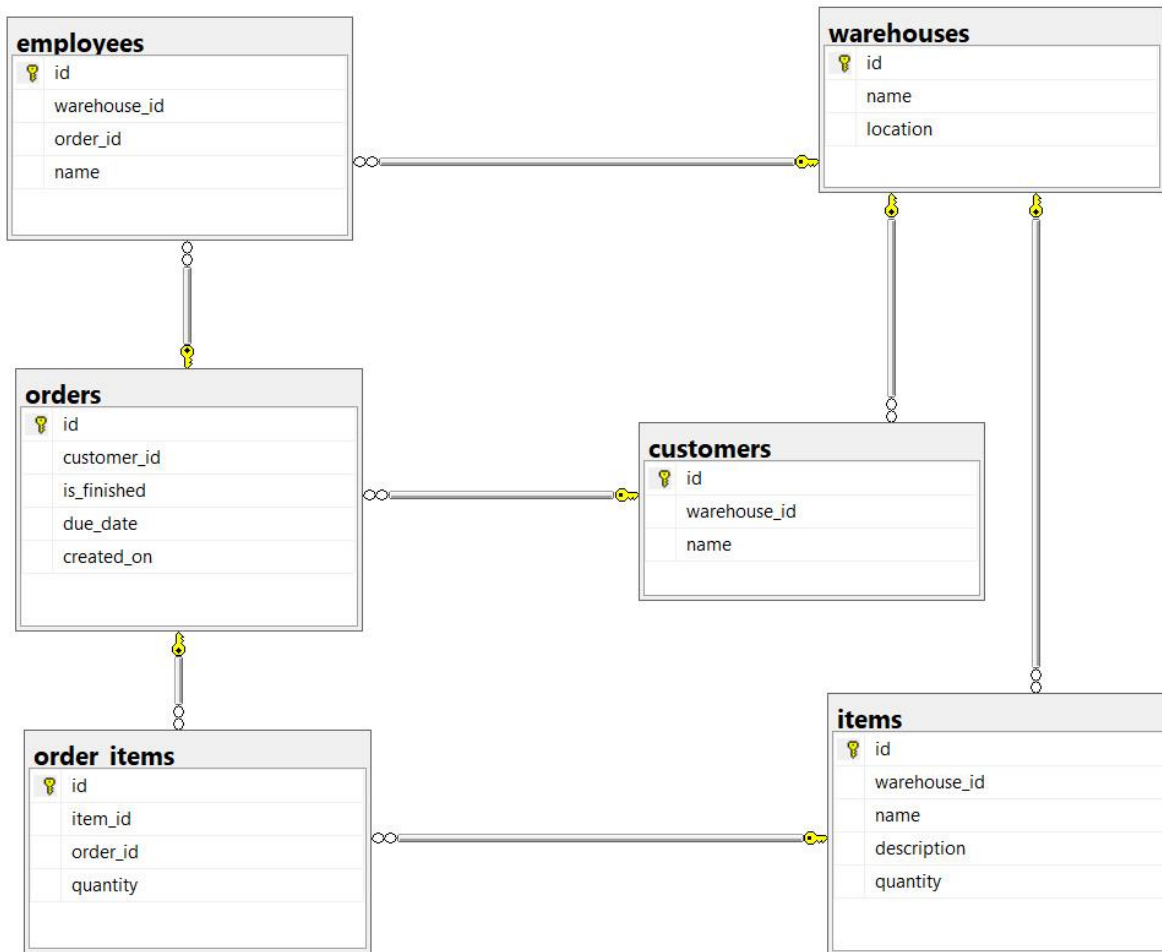 employees
id
warehouse_id
order_id
name
warehouses
id
name
location
orders
id
customer_id
is_finished
due_date
created_on
customers
id
warehouse_id
name
order_items
id
item_id
order_id
quantity
items
id
warehouse_id
name
description
quantity